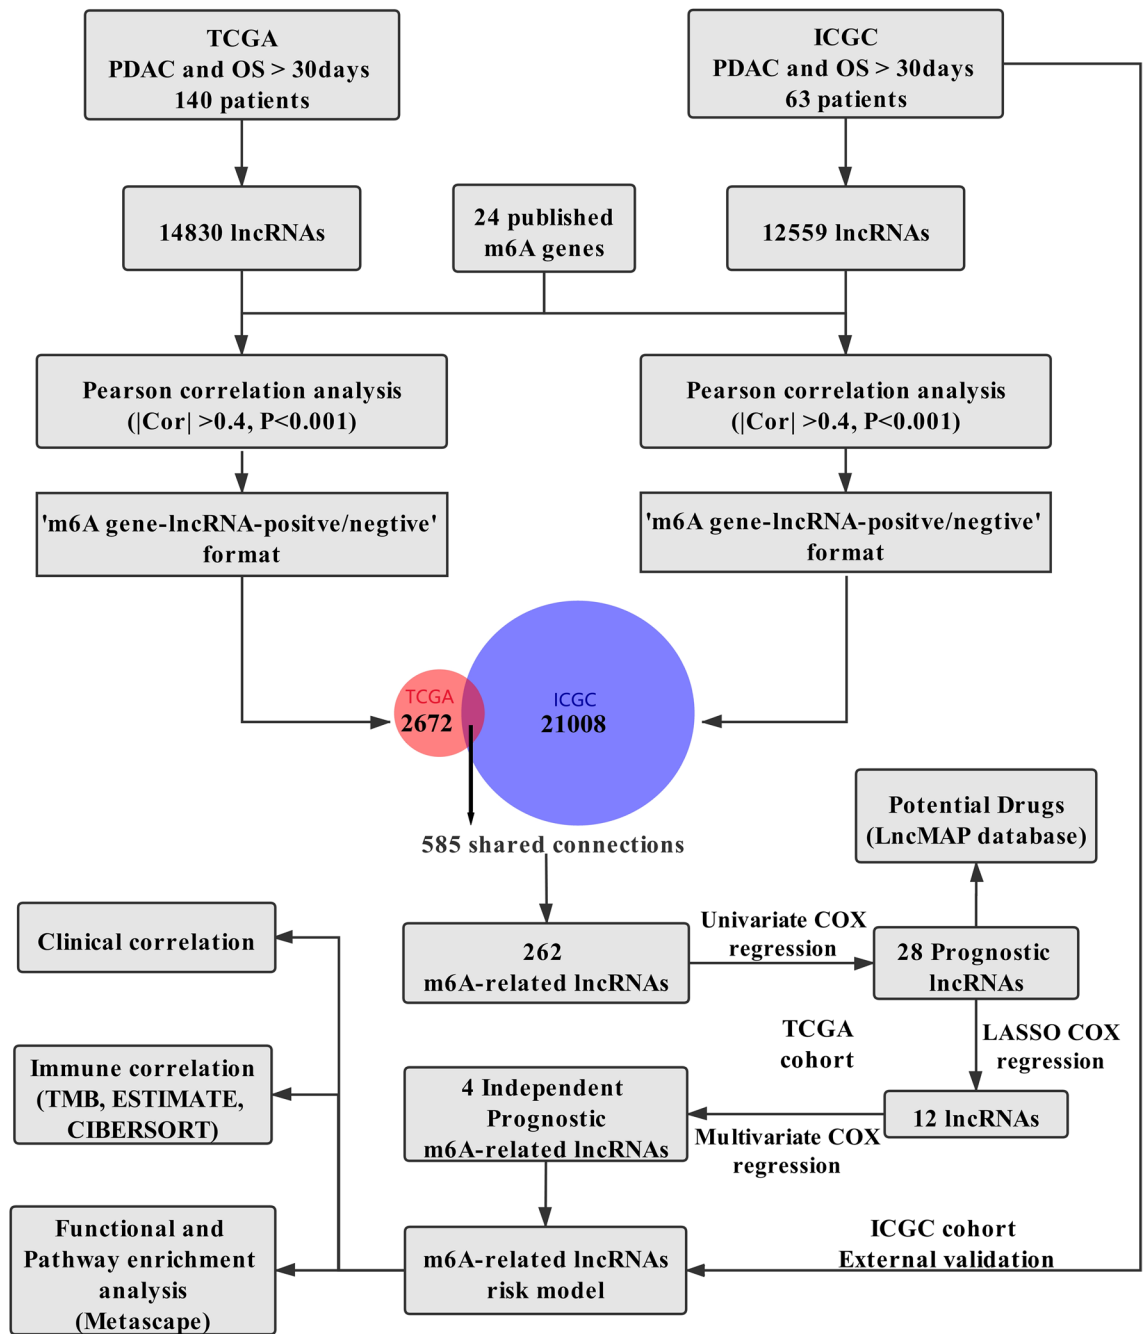 TCGA
PDAC and OS > 30days
140 patients
ICGC
PDAC and OS > 30days
63 patients
14830 lncRNAs
24 published
m6A genes
12559 lncRNAs
Pearson correlation analysis
(|Cor| >0.4, P<0.001)
Pearson correlation analysis
(|Cor| >0.4, P<0.001)
'm6A gene-lncRNA-positve/negtive'
format
'm6A gene-lncRNA-positve/negtive'
format
TCGA
2672
ICGC
21008
585 shared connections
Potential Drugs
(LncMAP database)
Clinical correlation
262
m6A-related lncRNAs
Univariate COX
regression
28 Prognostic
lncRNAs
TCGA
cohort
LASSO COX
regression
Immune correlation
(TMB, ESTIMATE,
CIBERSORT)
4 Independent
Prognostic
m6A-related lncRNAs
12 lncRNAs
Multivariate COX
regression
Functional and
Pathway enrichment
analysis
(Metascape)
m6A-related lncRNAs
risk model
ICGC cohort
External validation